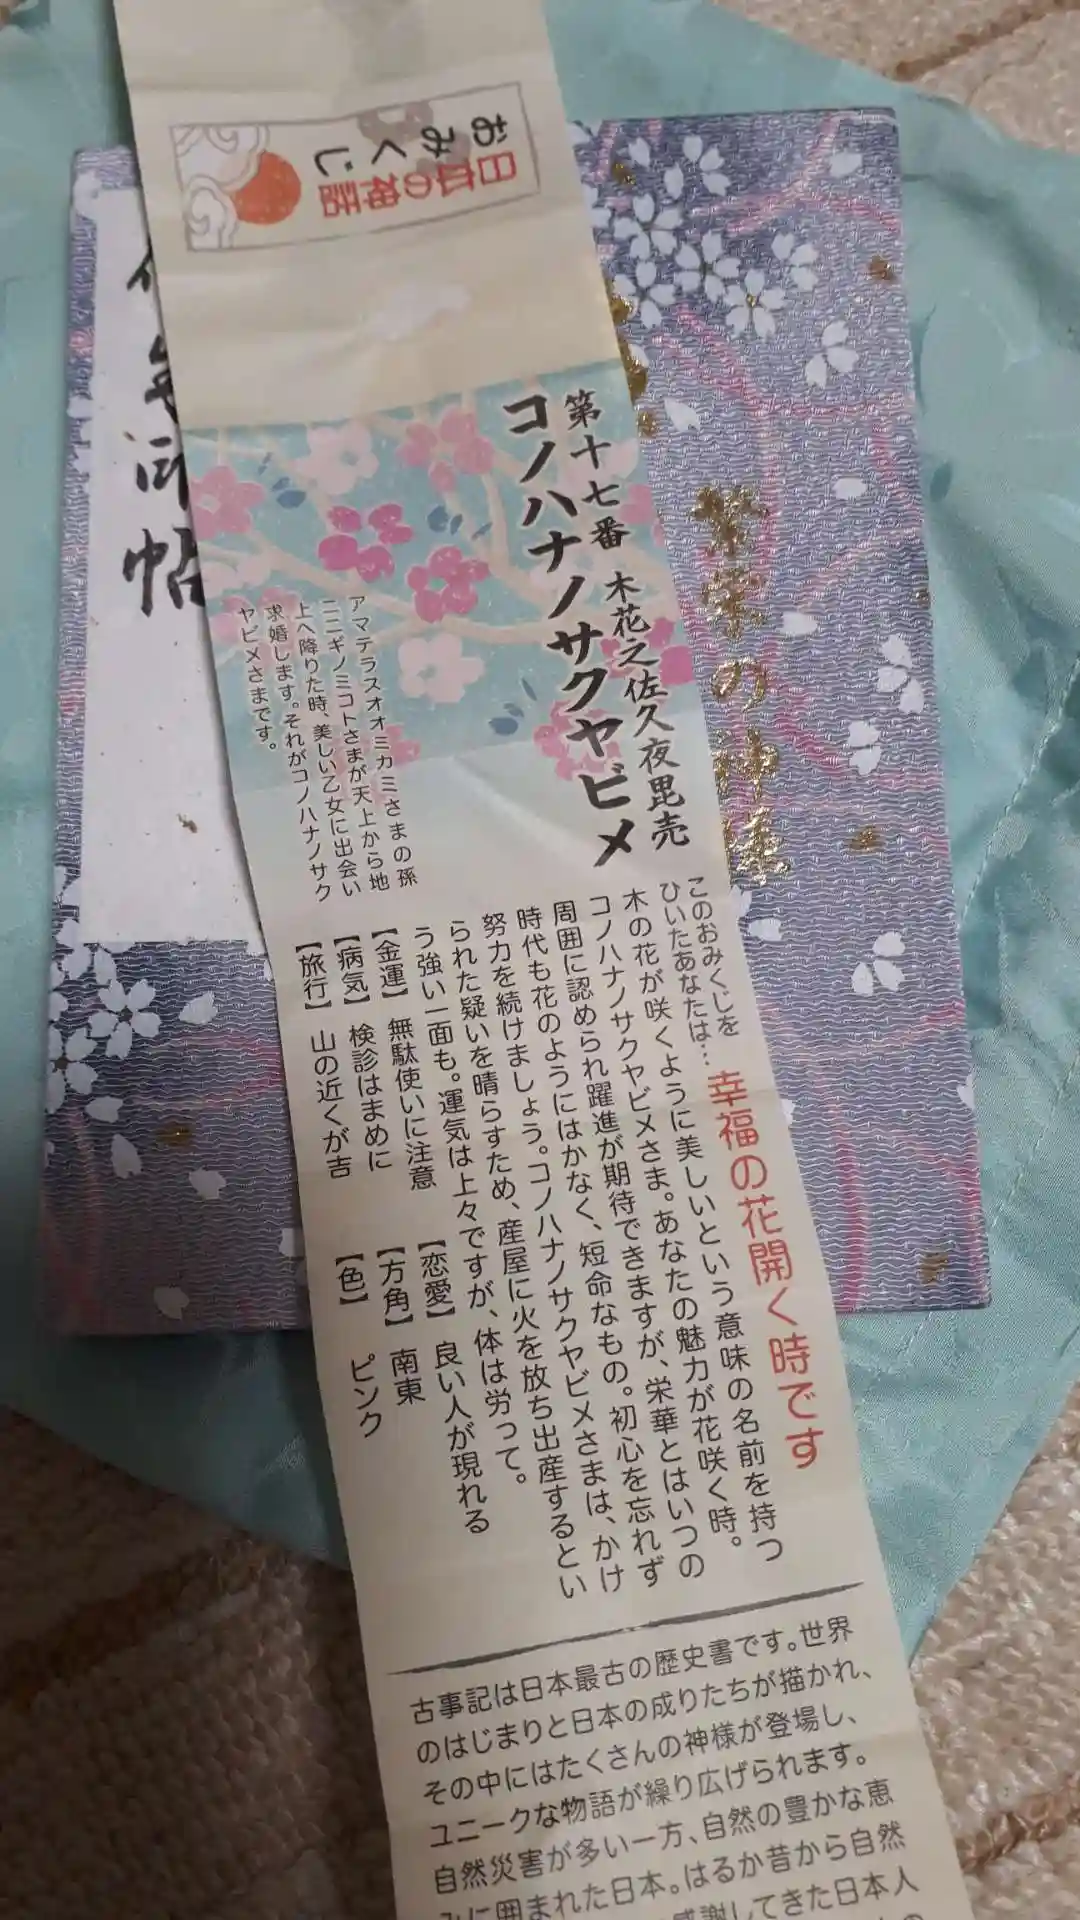 日本の神話
おみくじ
第十七番 木花之佐久夜毘売
コノハナノサクヤビメ
アマテラスオオミカミさまの孫
ニニギノミコトさまが天上から地
上へ降りた時、美しい乙女に出会い
求婚します。それがコノハナノサク
ヤビメさまです。
このおみくじを
ひいたあなたは…
幸福の花開く時です
木の花が咲くように美しいという意味の名前を持つ
コノハナノサクヤビメさま。あなたの魅力が花咲く時。
周囲に認められ躍進が期待できますが、栄華とはいつの
時代も花のようにはかなく、短命なもの。初心を忘れず
努力を続けましょう。コノハナノサクヤビメさまは、かけ
られた疑いを晴らすため、産屋に火を放ち出産するとい
う強い一面も。運気は上々ですが、体は労って。
【金運】 無駄使いに注意
【病気】 検診はまめに
【旅行】 山の近くが吉
【恋愛】 良い人が現れる
【方角】 南東
【色】 ピンク
古事記は日本最古の歴史書です。世界
のはじまりと日本の成りたちが描かれ、
その中にはたくさんの神様が登場し、
ユニークな物語が繰り広げられます。
自然災害が多い一方、自然の豊かな恵
みに囲まれた日本。はるか昔から自然
感謝してきた日本人
の神様
印帖